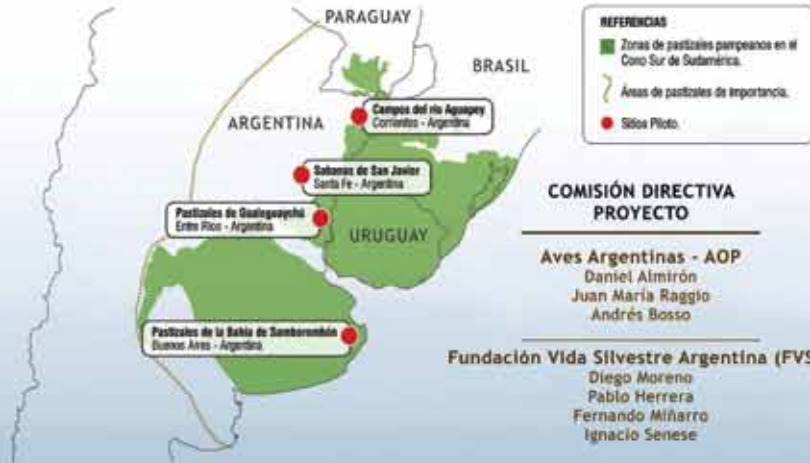 PARAGUAY
BRASIL
ARGENTINA
Campos del río Aguapey
Corrientes - Argentina
Sabanas de San Javier
Santa Fe - Argentina
Pastizales de Gualeguaychú
Entre Ríos - Argentina
URUGUAY
Pastizales de la Bahía de Samborombón
Buenos Aires - Argentina
REFERENCIAS
Zonas de pastizales pampeanos en el
Cono Sur de Sudamérica.
Áreas de pastizales de importancia.
Sitios Piloto.
COMISIÓN DIRECTIVA
PROYECTO
Aves Argentinas - AOP
Daniel Almirón
Juan María Raggio
Andrés Bosso
Fundación Vida Silvestre Argentina (FVS
Diego Moreno
Pablo Herrera
Fernando Miñarro
Ignacio Senese